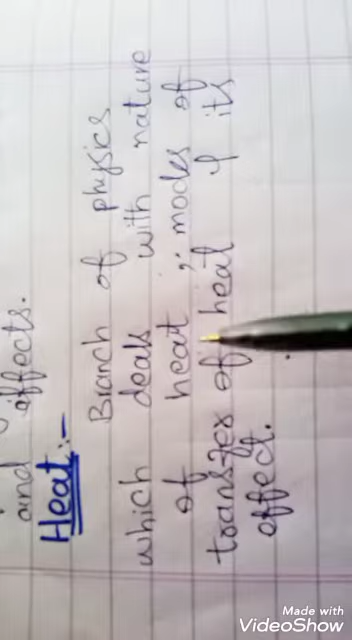 and affects.
Heat:-
Branch of physics
which deals with nature
of heat, modes of
transfer of heat & its
effect.
Made with
VideoShow